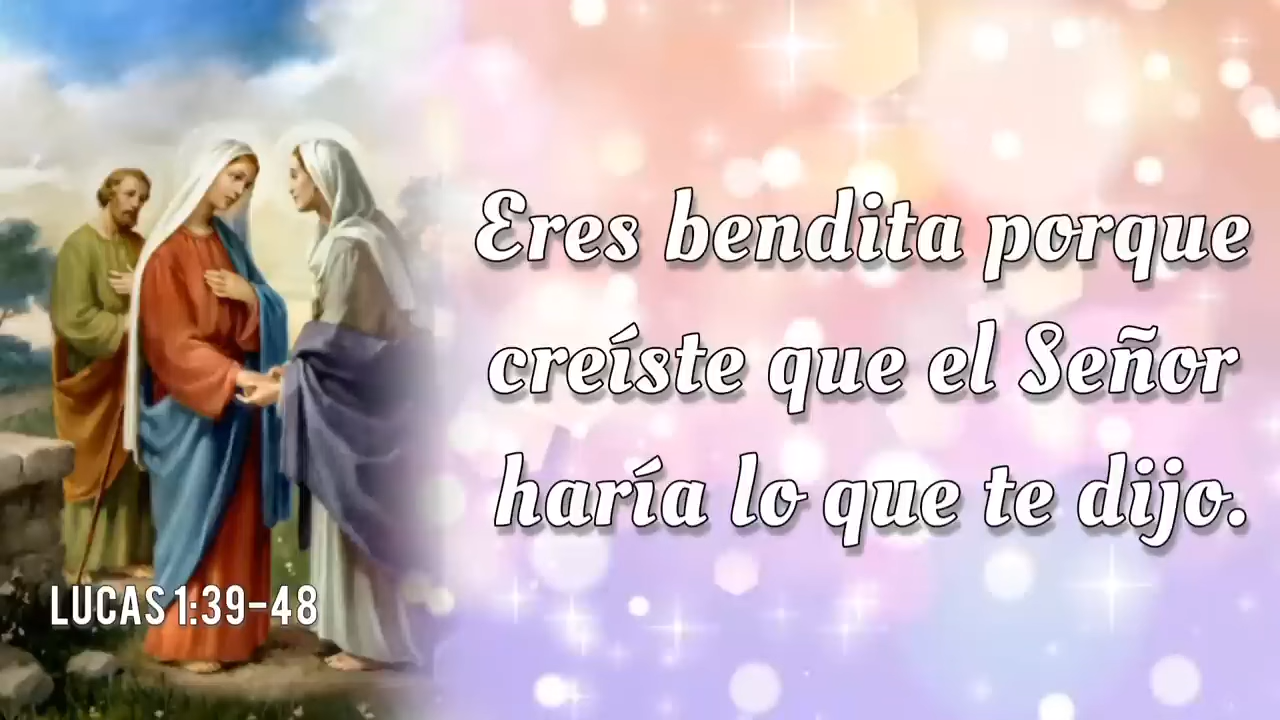 Eres bendita porque
creíste que el Señor
haría lo que te dijo.
LUCAS 1:39-48